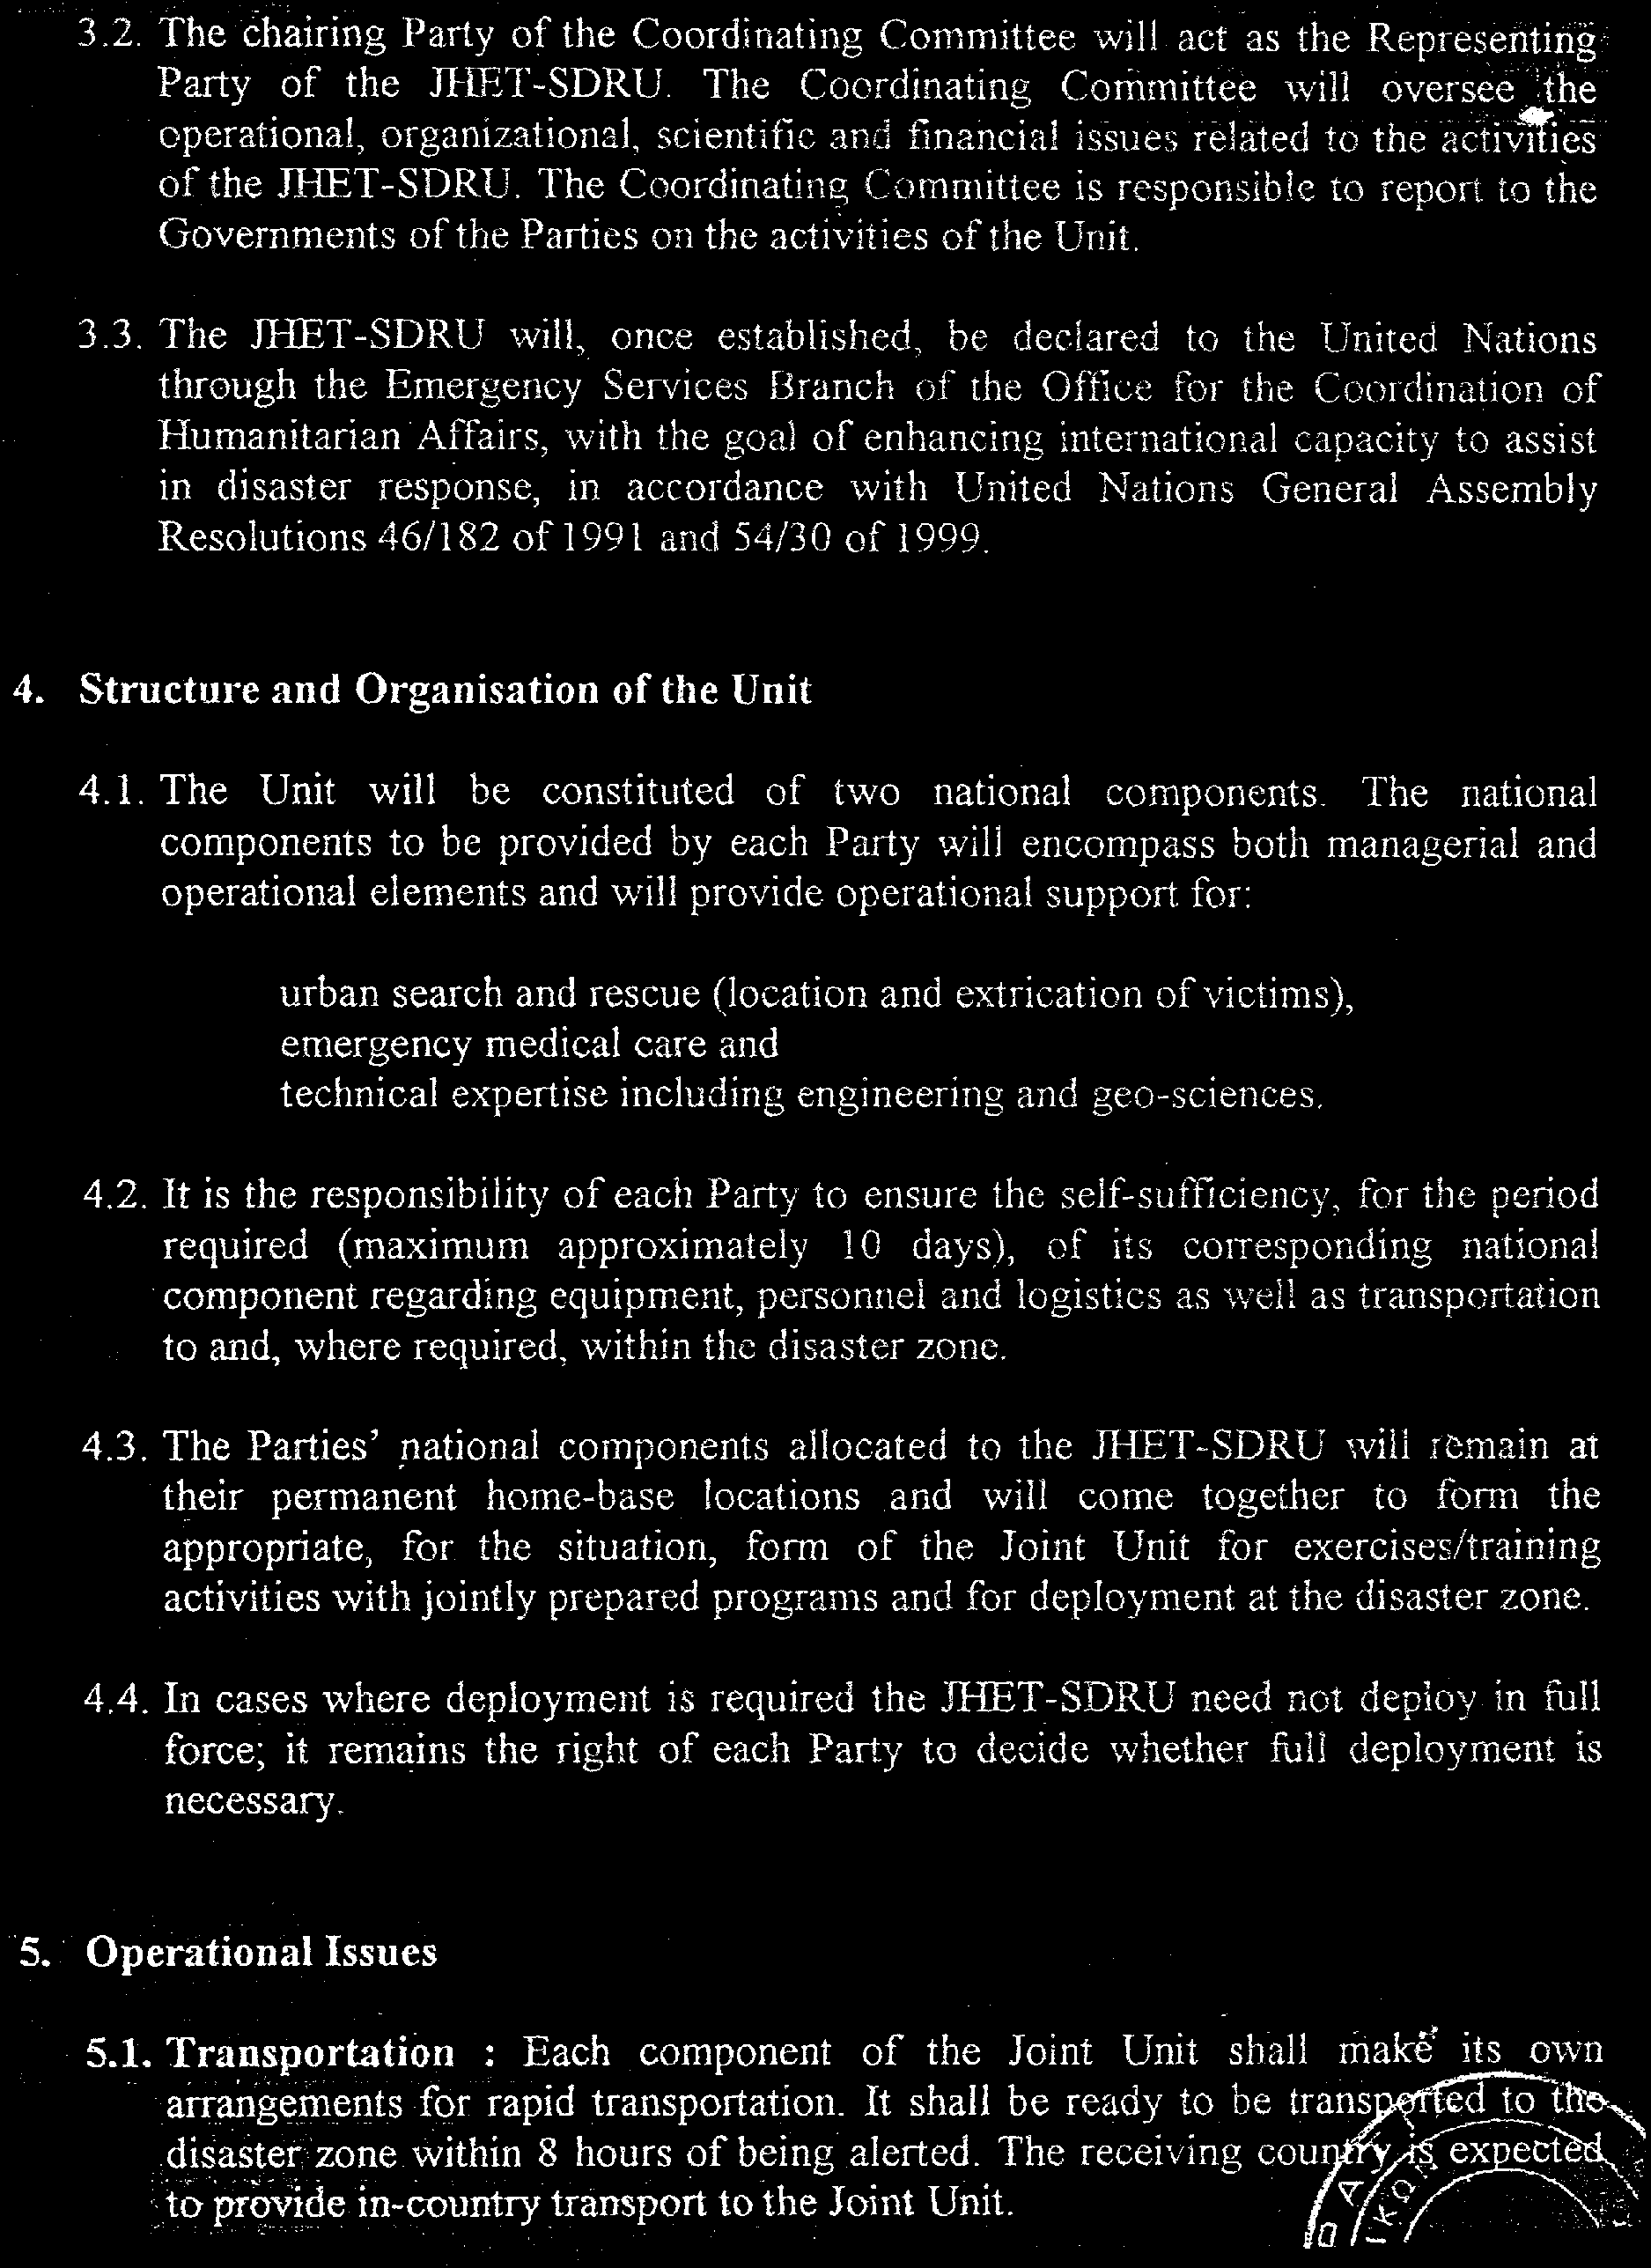 3.2. The chairing Party of the Coordinating Committee will act as the Representing
Party of the JHET-SDRU. The Coordinating Committee will oversee the
operational, organizational, scientific and financial issues related to the activities
of the JHET-SDRU. The Coordinating Committee is responsible to report to the
Governments of the Parties on the activities of the Unit.
3.3. The JHET-SDRU will, once established, be declared to the United Nations
through the Emergency Services Branch of the Office for the Coordination of
Humanitarian Affairs, with the goal of enhancing international capacity to assist
in disaster response, in accordance with United Nations General Assembly
Resolutions 46/182 of 1991 and 54/30 of 1999.
4. Structure and Organisation of the Unit
4.1. The Unit will be constituted of two national components. The national
components to be provided by each Party will encompass both managerial and
operational elements and will provide operational support for:
urban search and rescue (location and extrication of victims),
emergency medical care and
technical expertise including engineering and geo-sciences.
4.2. It is the responsibility of each Party to ensure the self-sufficiency, for the period
required (maximum approximately 10 days), of its corresponding national
component regarding equipment, personnel and logistics as well as transportation
to and, where required, within the disaster zone.
4.3. The Parties' national components allocated to the JHET-SDRU will remain at
their permanent home-base locations and will come together to form the
appropriate, for the situation, form of the Joint Unit for exercises/training
activities with jointly prepared programs and for deployment at the disaster zone.
4.4. In cases where deployment is required the JHET-SDRU need not deploy in full
force; it remains the right of each Party to decide whether full deployment is
necessary.
5. Operational Issues
5.1. Transportation : Each component of the Joint Unit shall make its own
arrangements for rapid transportation. It shall be ready to be transported to the
disaster zone within 8 hours of being alerted. The receiving country is expected
to provide in-country transport to the Joint Unit.